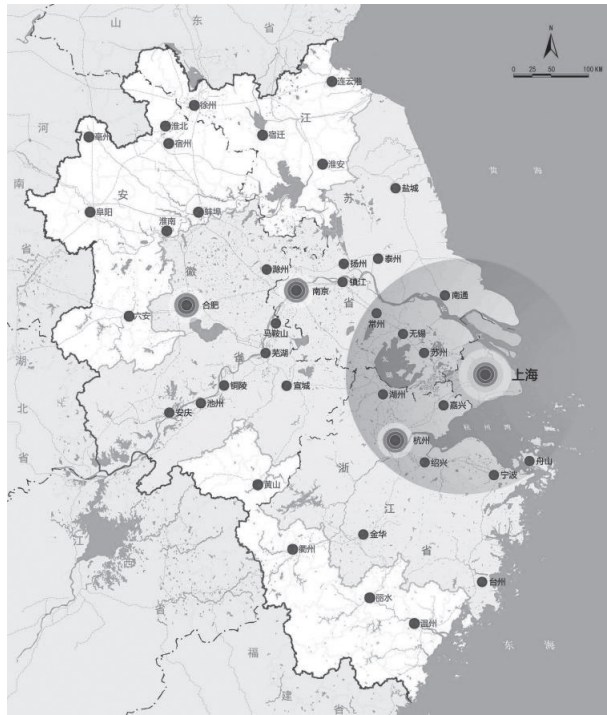 山 东 省
N
0 25 50 100 KM
连云港
徐州
江
淮北
宿迁
亳州
宿州
河
淮安
南
安
苏
盐城
阜阳
蚌埠
淮南
省
徽
滁州
扬州
泰州
南京
镇江
合肥
省
南通
六安
马鞍山
常州
无锡
芜湖
省
苏州
湖
铜陵
宣城
上海
北
池州
湖州
嘉兴
安庆
杭州
省
浙
绍兴
舟山
宁波
黄山
江
江
金华
省
衢州
西
台州
省
丽水
温州
东 海
福
建
省